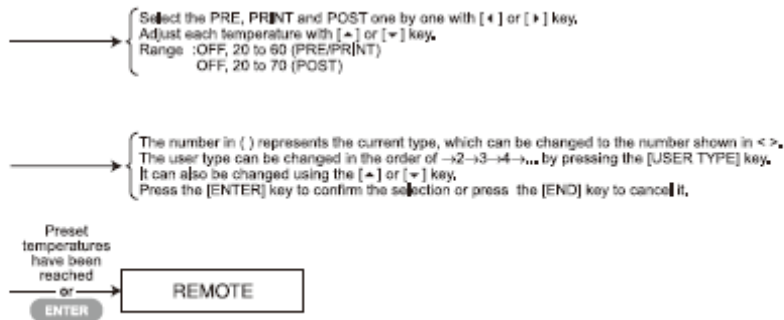 Select the PRE, PRINT and POST one by one with [◂] or [▸] key.
Adjust each temperature with [▴] or [▾] key.
Range :OFF, 20 to 60 (PRE/PRINT)
OFF, 20 to 70 (POST)
The number in ( ) represents the current type, which can be changed to the number shown in < >.
The user type can be changed in the order of →2→3→4→... by pressing the [USER TYPE] key.
It can also be changed using the [▴] or [▾] key.
Press the [ENTER] key to confirm the selection or press the [END] key to cancel it.
Preset
temperatures
have been
reached
or
ENTER
REMOTE